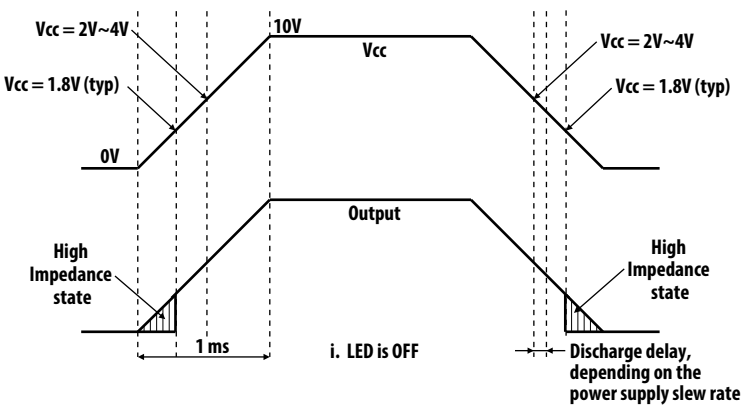 Vcc = 2V~4V
10V
Vcc
Vcc = 2V~4V
Vcc = 1.8V (typ)
Vcc = 1.8V (typ)
0V
Output
High
Impedance
state
High
Impedance
state
1 ms
i. LED is OFF
Discharge delay,
depending on the
power supply slew rate